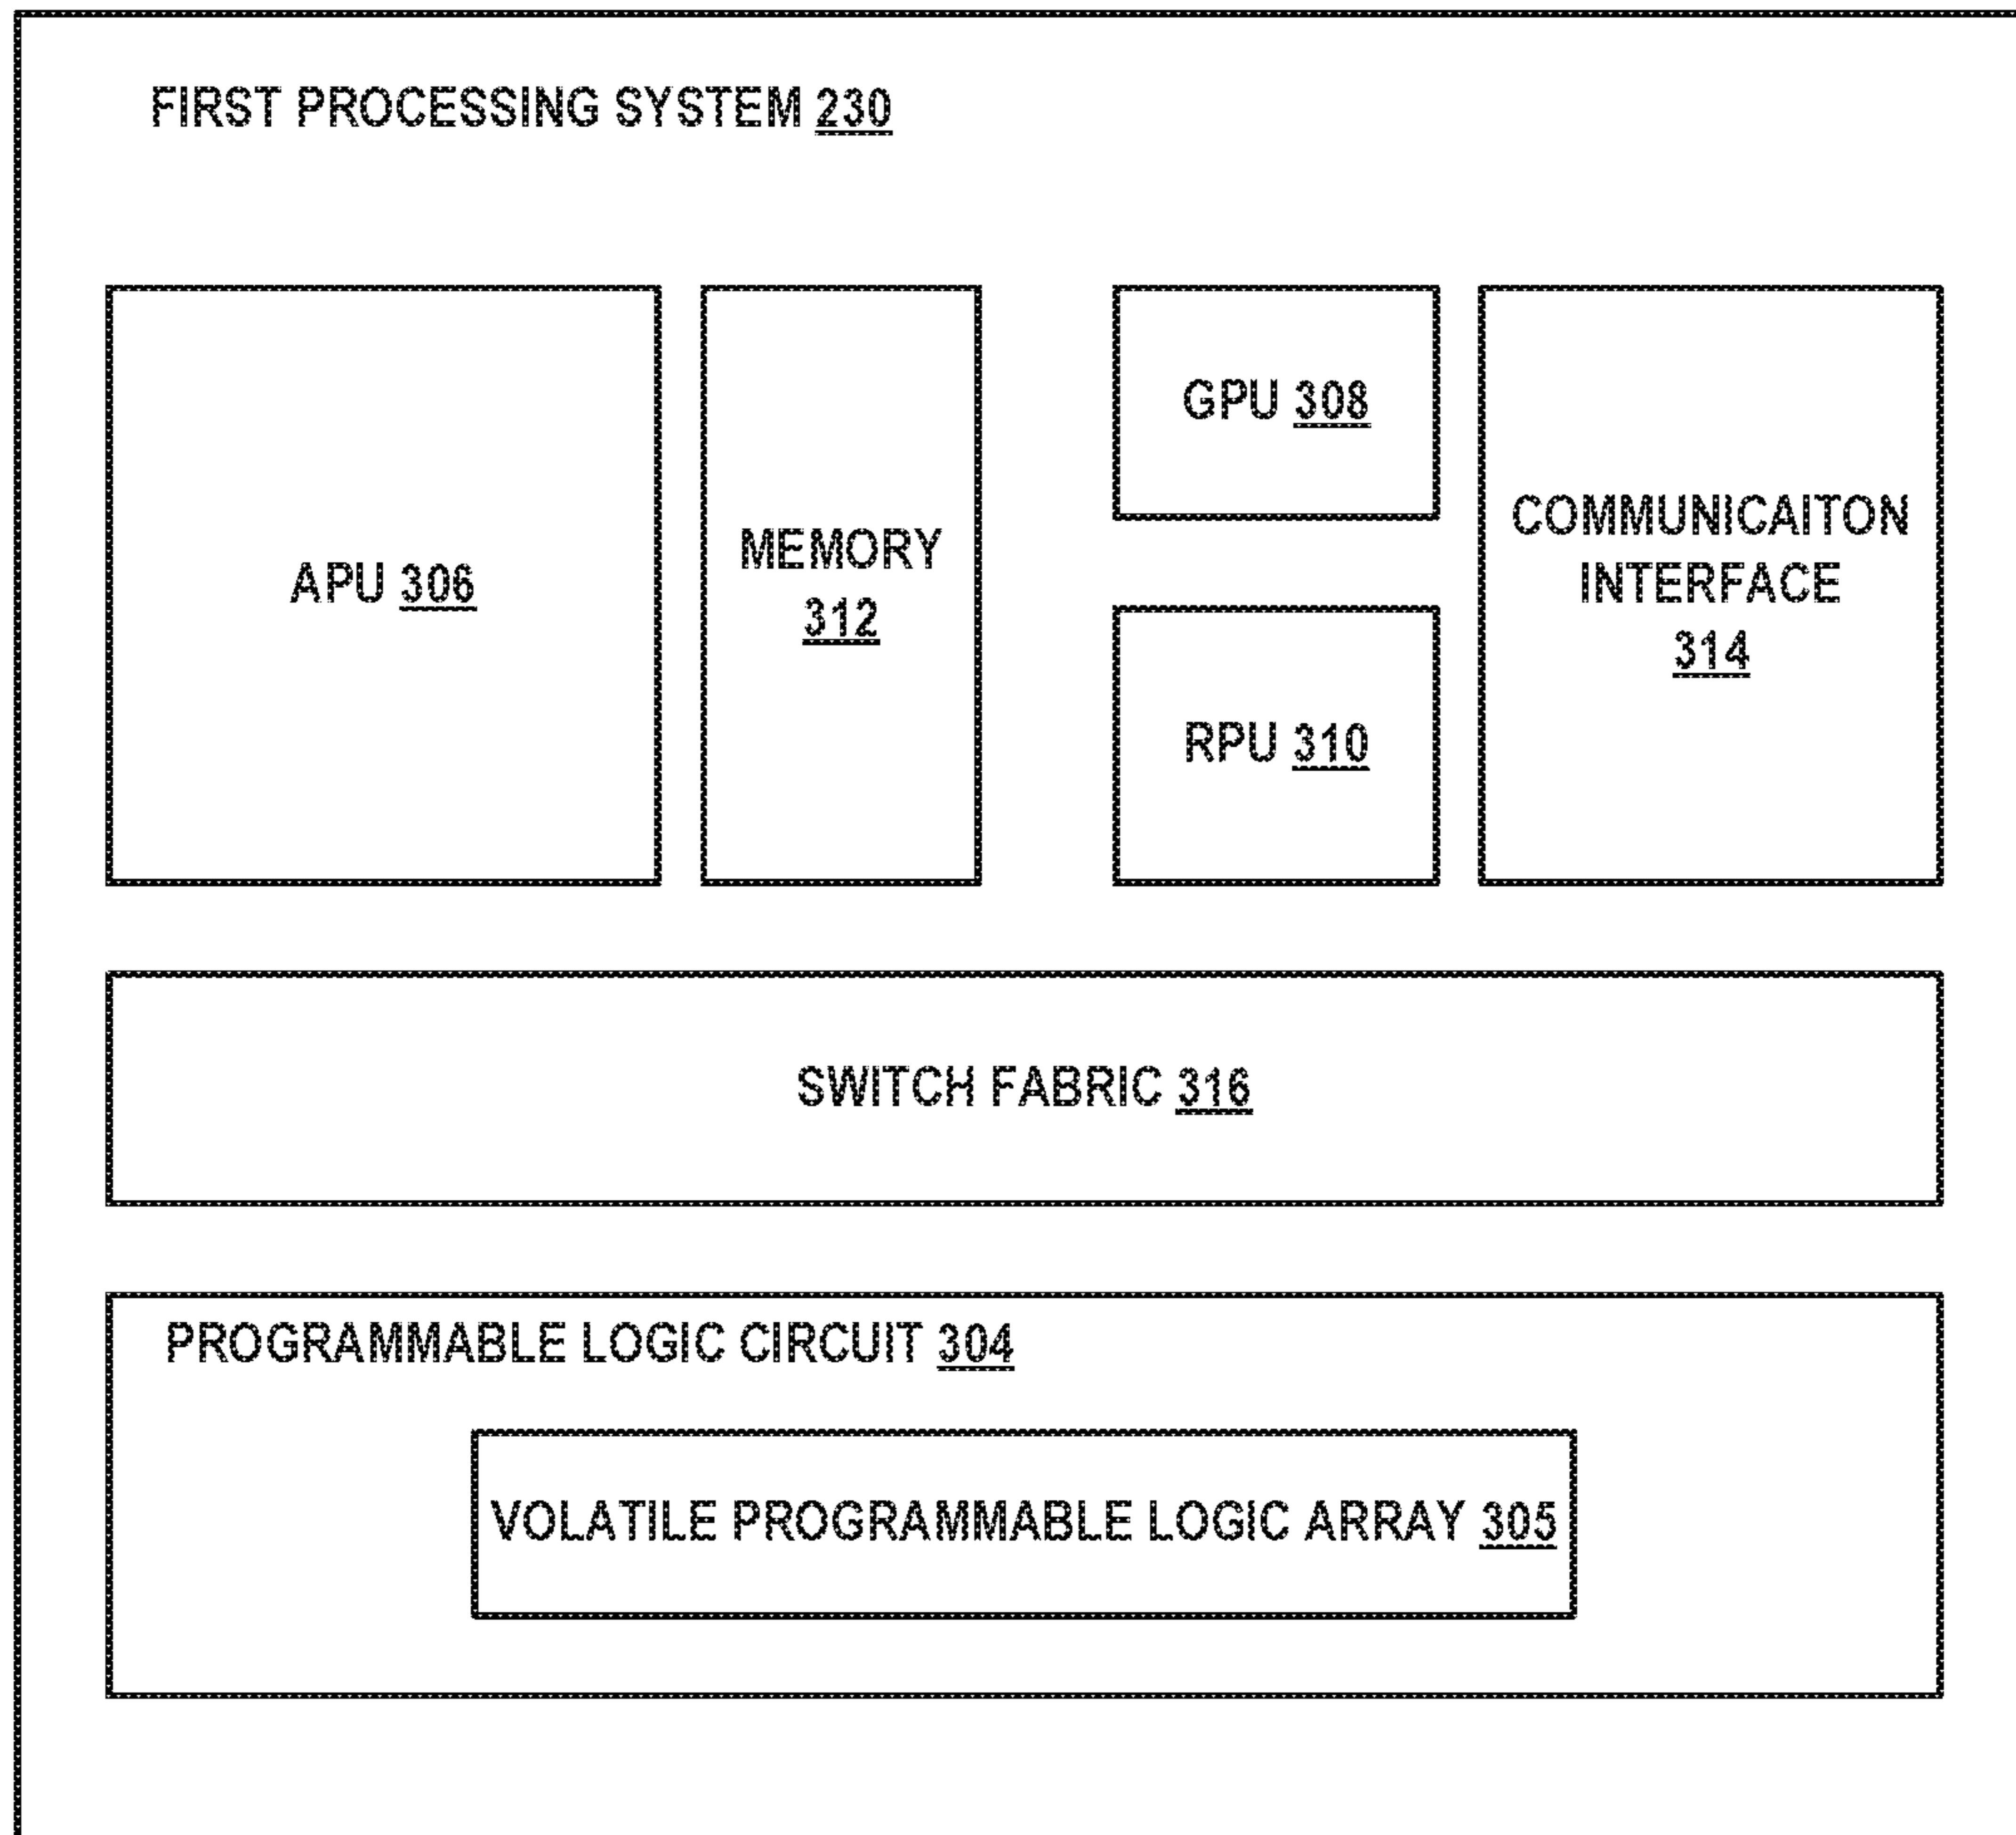 FIRST PROCESSING SYSTEM 230
APU 306
MEMORY
312
GPU 308
RPU 310
COMMUNICAITON
INTERFACE
314
SWITCH FABRIC 316
PROGRAMMABLE LOGIC CIRCUIT 304
VOLATILE PROGRAMMABLE LOGIC ARRAY 305